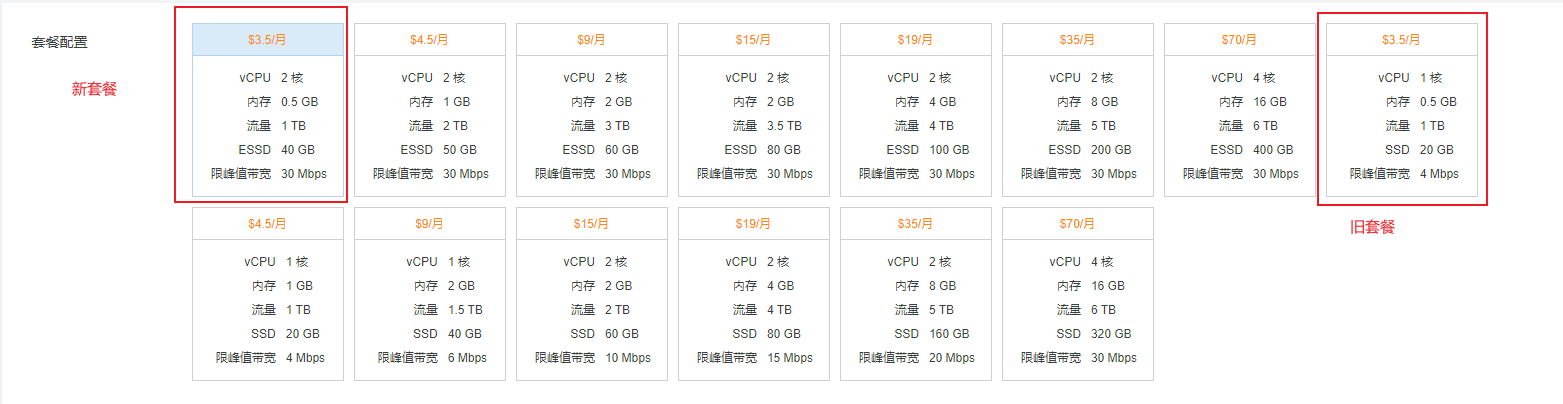 套餐配置
新套餐
$3.5/月
vCPU 2 核
内存 0.5 GB
流量 1 TB
ESSD 40 GB
限峰值带宽 30 Mbps
$4.5/月
vCPU 2 核
内存 1 GB
流量 2 TB
ESSD 50 GB
限峰值带宽 30 Mbps
$9/月
vCPU 2 核
内存 2 GB
流量 3 TB
ESSD 60 GB
限峰值带宽 30 Mbps
$15/月
vCPU 2 核
内存 2 GB
流量 3.5 TB
ESSD 80 GB
限峰值带宽 30 Mbps
$19/月
vCPU 2 核
内存 4 GB
流量 4 TB
ESSD 100 GB
限峰值带宽 30 Mbps
$35/月
vCPU 2 核
内存 8 GB
流量 5 TB
ESSD 200 GB
限峰值带宽 30 Mbps
$70/月
vCPU 4 核
内存 16 GB
流量 6 TB
ESSD 400 GB
限峰值带宽 30 Mbps
$3.5/月
vCPU 1 核
内存 0.5 GB
流量 1 TB
SSD 20 GB
限峰值带宽 4 Mbps
旧套餐
$4.5/月
vCPU 1 核
内存 1 GB
流量 1 TB
SSD 20 GB
限峰值带宽 4 Mbps
$9/月
vCPU 1 核
内存 2 GB
流量 1.5 TB
SSD 40 GB
限峰值带宽 6 Mbps
$15/月
vCPU 2 核
内存 2 GB
流量 2 TB
SSD 60 GB
限峰值带宽 10 Mbps
$19/月
vCPU 2 核
内存 4 GB
流量 4 TB
SSD 80 GB
限峰值带宽 15 Mbps
$35/月
vCPU 2 核
内存 8 GB
流量 5 TB
SSD 160 GB
限峰值带宽 20 Mbps
$70/月
vCPU 4 核
内存 16 GB
流量 6 TB
SSD 320 GB
限峰值带宽 30 Mbps